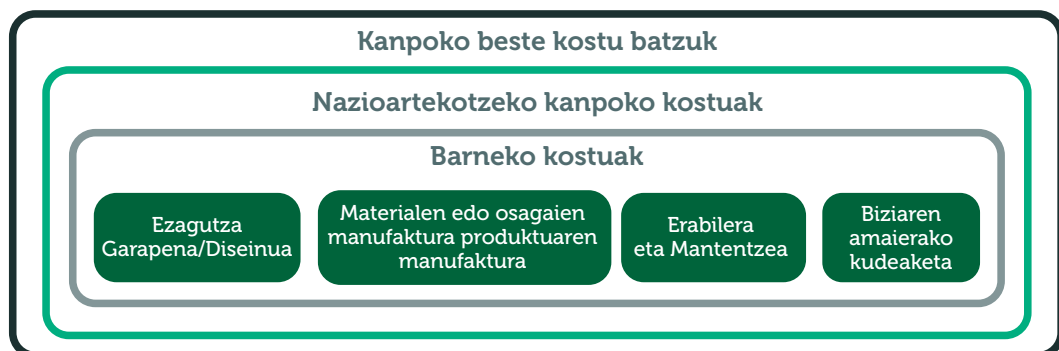 Kanpoko beste kostu batzuk
Nazioartekotzeko kanpoko kostuak
Barneko kostuak
Ezagutza
Garapena/Diseinua
Materialen edo osagaien
manufaktura produktuaren
manufaktura
Erabilera
eta Mantentzea
Biziaren
amaierako
kudeaketa